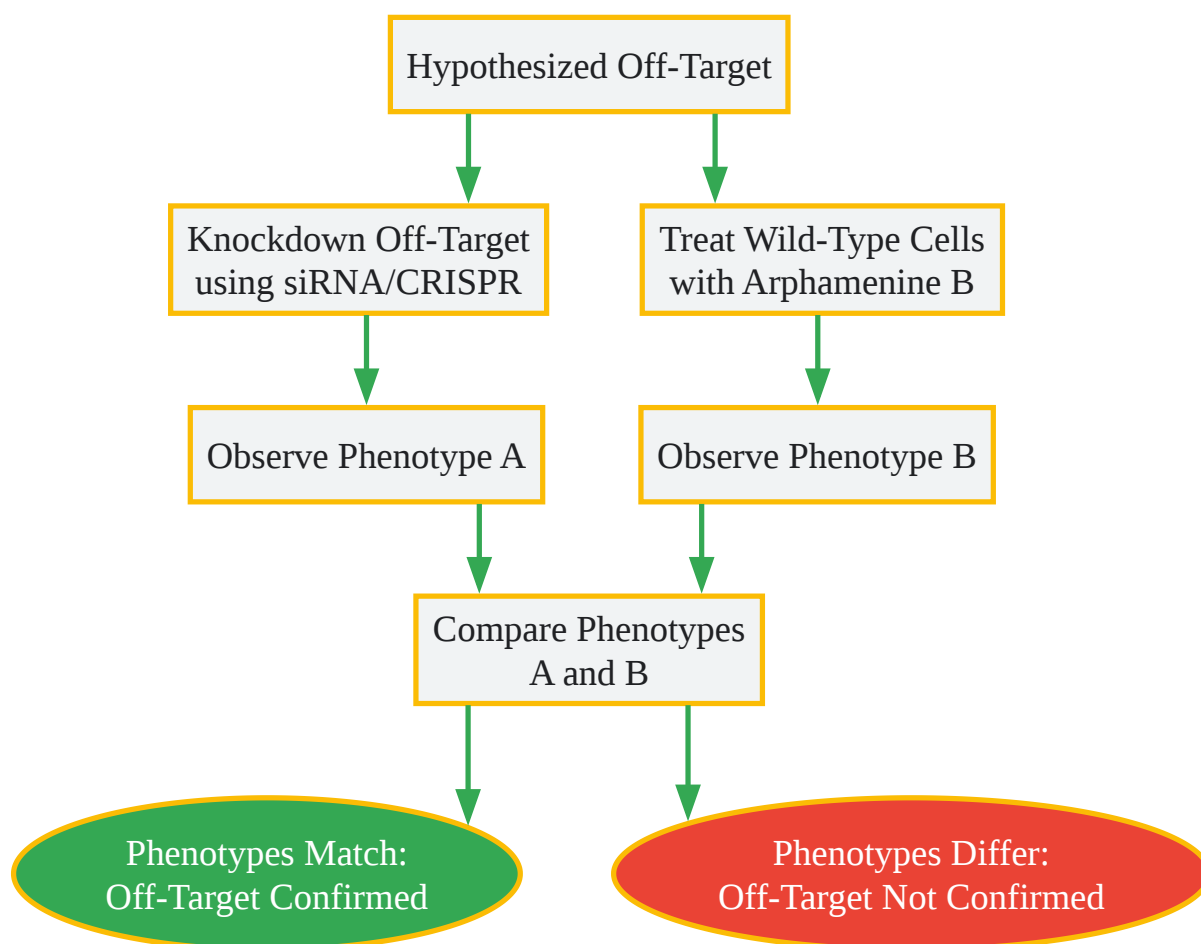 Hypothesized Off-Target
Knockdown Off-Target
using siRNA/CRISPR
Treat Wild-Type Cells
with Arphamenine B
Observe Phenotype A
Observe Phenotype B
Compare Phenotypes
A and B
Phenotypes Match:
Off-Target Confirmed
Phenotypes Differ:
Off-Target Not Confirmed